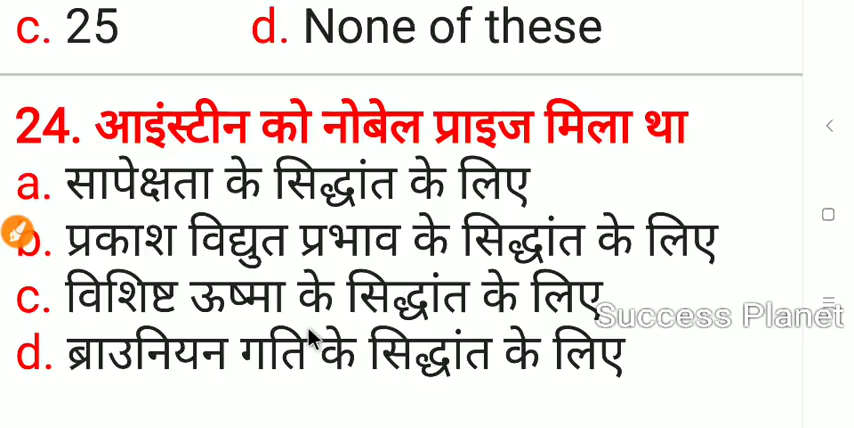 c. 25 d. None of these
24. आइंस्टीन को नोबेल प्राइज मिला था
a. सापेक्षता के सिद्धांत के लिए
b. प्रकाश विद्युत प्रभाव के सिद्धांत के लिए
c. विशिष्ट ऊष्मा के सिद्धांत के लिए
Success Planet
d. ब्राउनियन गति के सिद्धांत के लिए